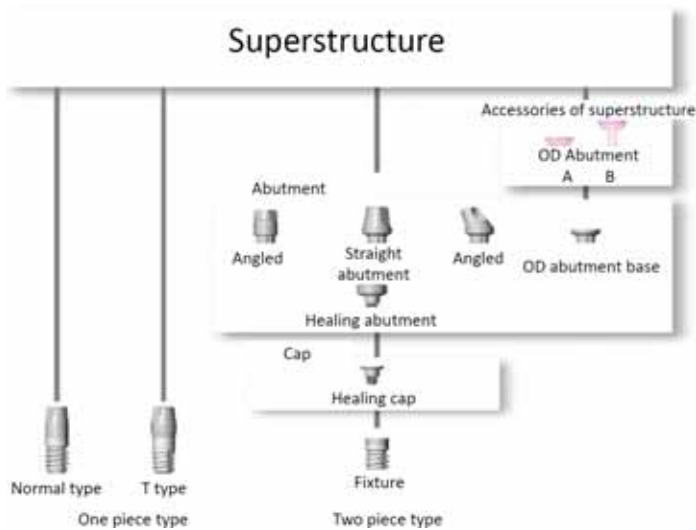 Superstructure
Accessories of superstructure
OD Abutment
A B
Abutment
Angled
Straight
abutment
Angled
OD abutment base
Healing abutment
Cap
Healing cap
Normal type
T type
Fixture
One piece type
Two piece type